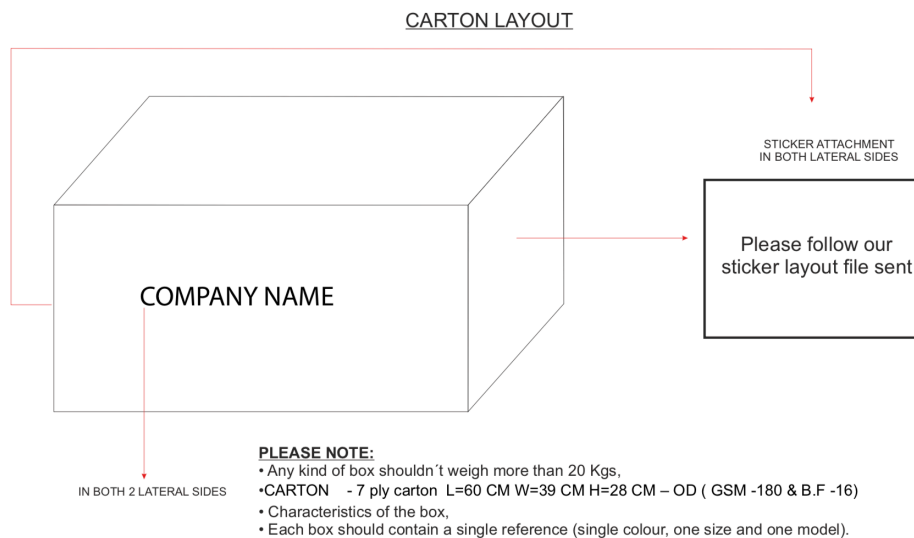 CARTON LAYOUT
STICKER ATTACHMENT
IN BOTH LATERAL SIDES
Please follow our
sticker layout file sent
COMPANY NAME
IN BOTH 2 LATERAL SIDES
PLEASE NOTE:
• Any kind of box shouldn´t weigh more than 20 Kgs,
•CARTON - 7 ply carton L=60 CM W=39 CM H=28 CM – OD ( GSM -180 & B.F -16)
• Characteristics of the box,
• Each box should contain a single reference (single colour, one size and one model).